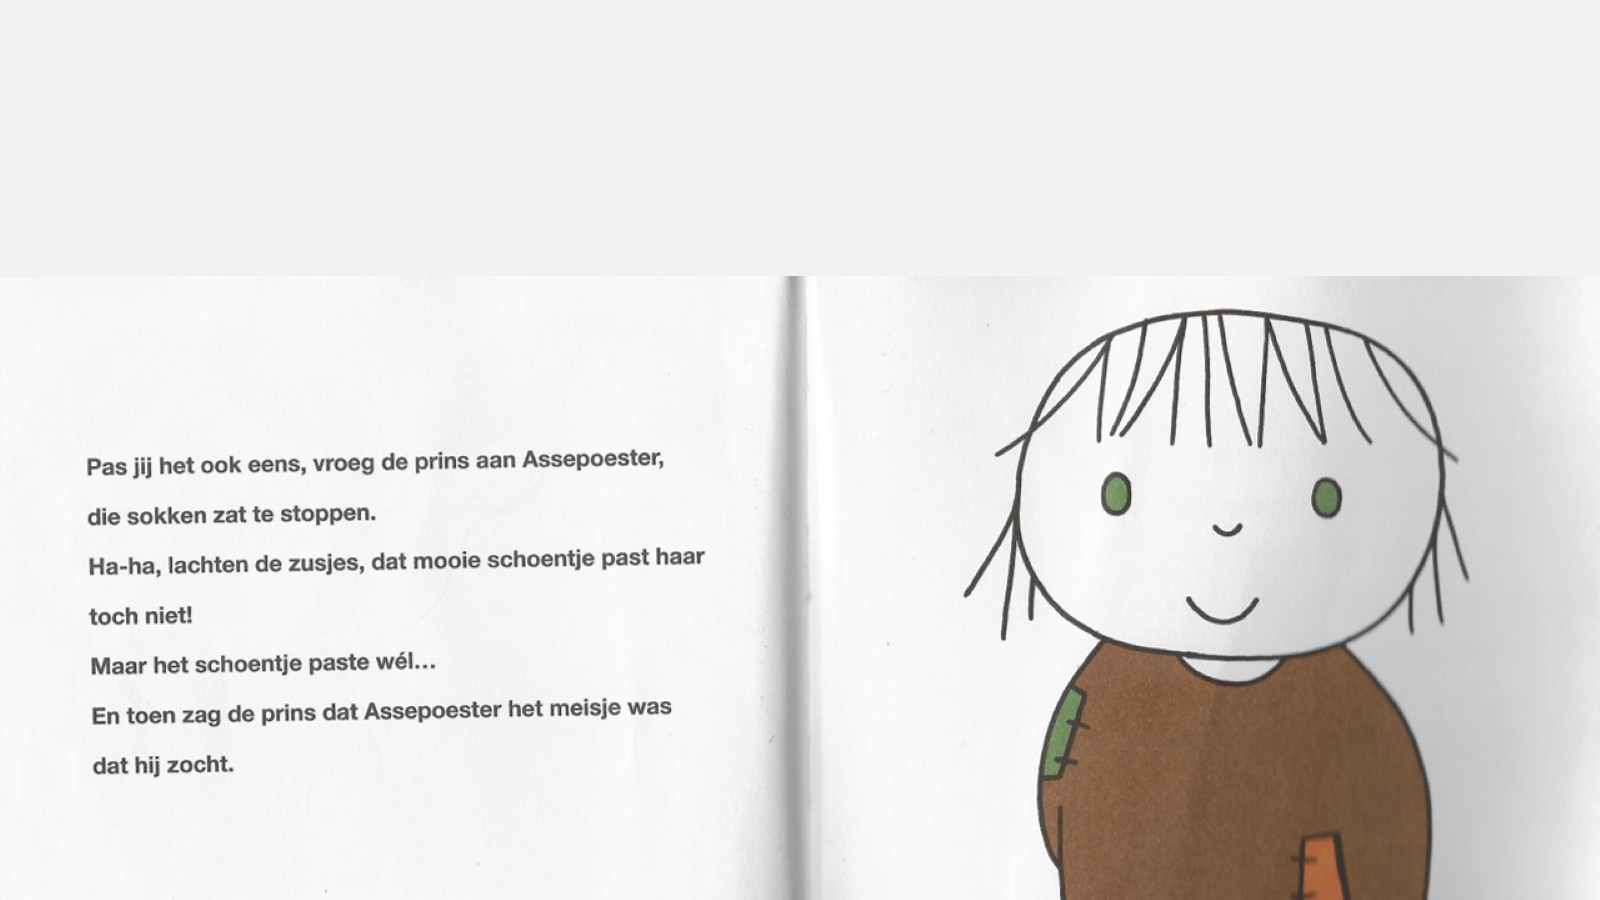 Pas jij het ook eens, vroeg de prins aan Assepoester,
die sokken zat te stoppen.
Ha-ha, lachten de zusjes, dat mooie schoentje past haar
toch niet!
Maar het schoentje paste wél...
En toen zag de prins dat Assepoester het meisje was
dat hij zocht.